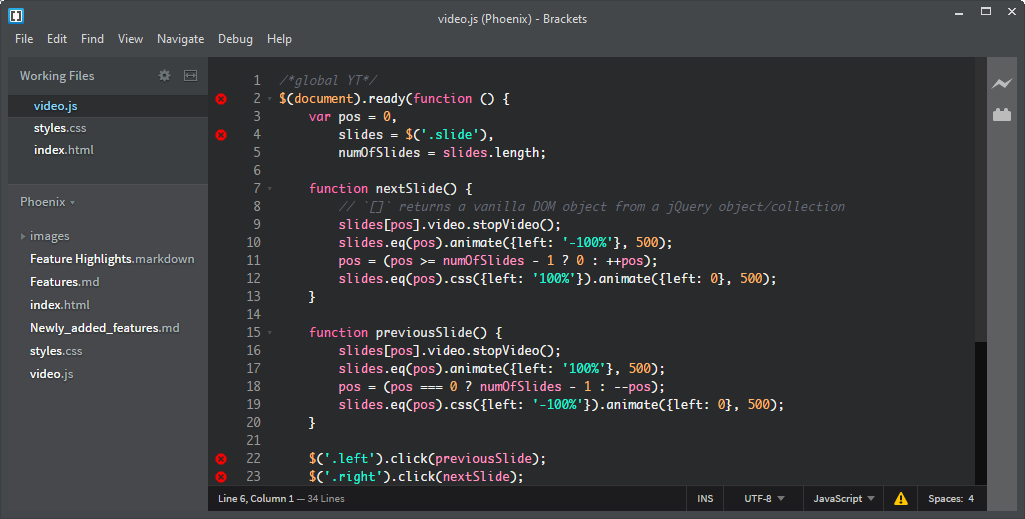 video.js (Phoenix) - Brackets
File Edit Find View Navigate Debug Help
Working Files
video.js
styles.css
index.html
Phoenix
images
Feature Highlights.markdown
Features.md
index.html
Newly_added_features.md
styles.css
video.js
1 /*global YT*/
2 $(document).ready(function () {
3     var pos = 0,
4         slides = $('.slide'),
5         numOfSlides = slides.length;
6
7     function nextSlide() {
8         // `[]` returns a vanilla DOM object from a jQuery object/collection
9         slides[pos].video.stopVideo();
10         slides.eq(pos).animate({left: '-100%'}, 500);
11         pos = (pos >= numOfSlides - 1 ? 0 : ++pos);
12         slides.eq(pos).css({left: '100%'}).animate({left: 0}, 500);
13     }
14
15     function previousSlide() {
16         slides[pos].video.stopVideo();
17         slides.eq(pos).animate({left: '100%'}, 500);
18         pos = (pos === 0 ? numOfSlides - 1 : --pos);
19         slides.eq(pos).css({left: '-100%'}).animate({left: 0}, 500);
20     }
21
22     $('.left').click(previousSlide);
23     $('.right').click(nextSlide);
Line 6, Column 1 — 34 Lines INS UTF-8 JavaScript Spaces: 4